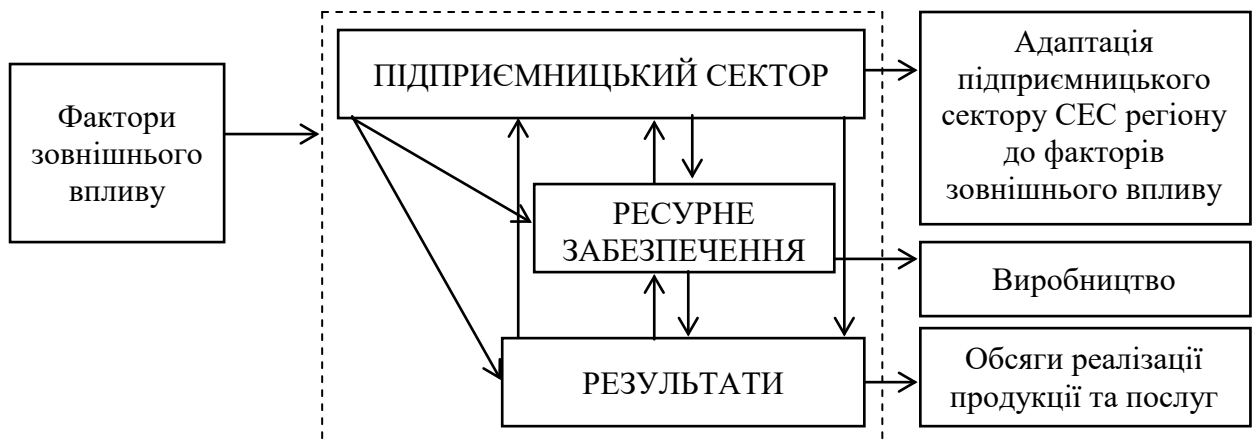 Фактори
зовнішнього
впливу
ПІДПРИЄМНИЦЬКИЙ СЕКТОР
РЕСУРНЕ
ЗАБЕЗПЕЧЕННЯ
РЕЗУЛЬТАТИ
Адаптація
підприємницького
сектору СЕС регіону
до факторів
зовнішнього впливу
Виробництво
Обсяги реалізації
продукції та послуг